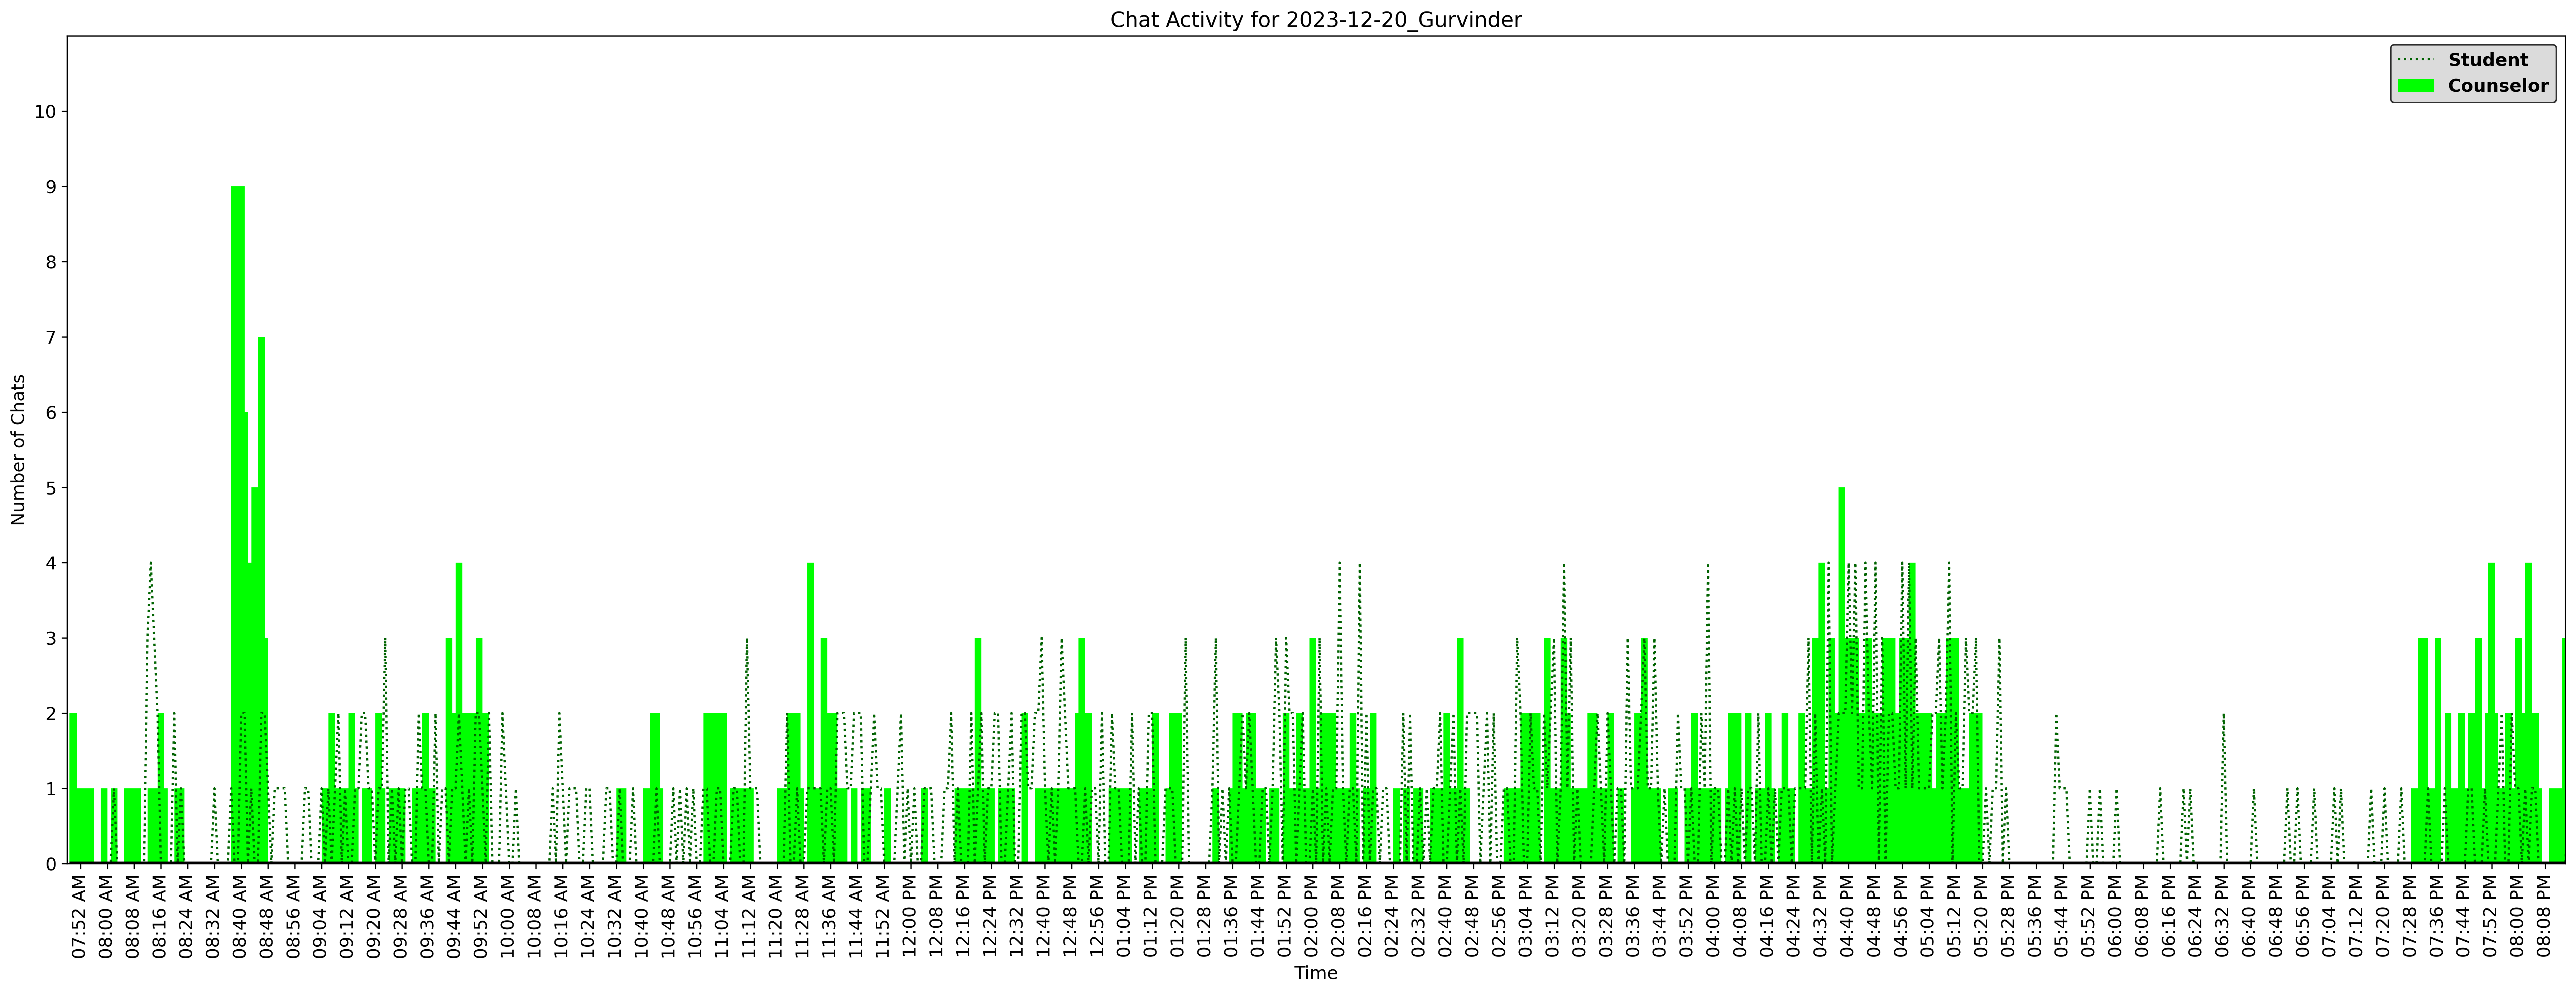 Chat Activity for 2023-12-20_Gurvinder
Student
Counselor
Number of Chats
10
9
8
7
6
5
4
3
2
1
0
07:52 AM
08:00 AM
08:08 AM
08:16 AM
08:24 AM
08:32 AM
08:40 AM
08:48 AM
08:56 AM
09:04 AM
09:12 AM
09:20 AM
09:28 AM
09:36 AM
09:44 AM
09:52 AM
10:00 AM
10:08 AM
10:16 AM
10:24 AM
10:32 AM
10:40 AM
10:48 AM
10:56 AM
11:04 AM
11:12 AM
11:20 AM
11:28 AM
11:36 AM
11:44 AM
11:52 AM
12:00 PM
12:08 PM
12:16 PM
12:24 PM
12:32 PM
12:40 PM
12:48 PM
12:56 PM
01:04 PM
01:12 PM
01:20 PM
01:28 PM
01:36 PM
01:44 PM
01:52 PM
02:00 PM
02:08 PM
02:16 PM
02:24 PM
02:32 PM
02:40 PM
02:48 PM
02:56 PM
03:04 PM
03:12 PM
03:20 PM
03:28 PM
03:36 PM
03:44 PM
03:52 PM
04:00 PM
04:08 PM
04:16 PM
04:24 PM
04:32 PM
04:40 PM
04:48 PM
04:56 PM
05:04 PM
05:12 PM
05:20 PM
05:28 PM
05:36 PM
05:44 PM
05:52 PM
06:00 PM
06:08 PM
06:16 PM
06:24 PM
06:32 PM
06:40 PM
06:48 PM
06:56 PM
07:04 PM
07:12 PM
07:20 PM
07:28 PM
07:36 PM
07:44 PM
07:52 PM
08:00 PM
08:08 PM
Time